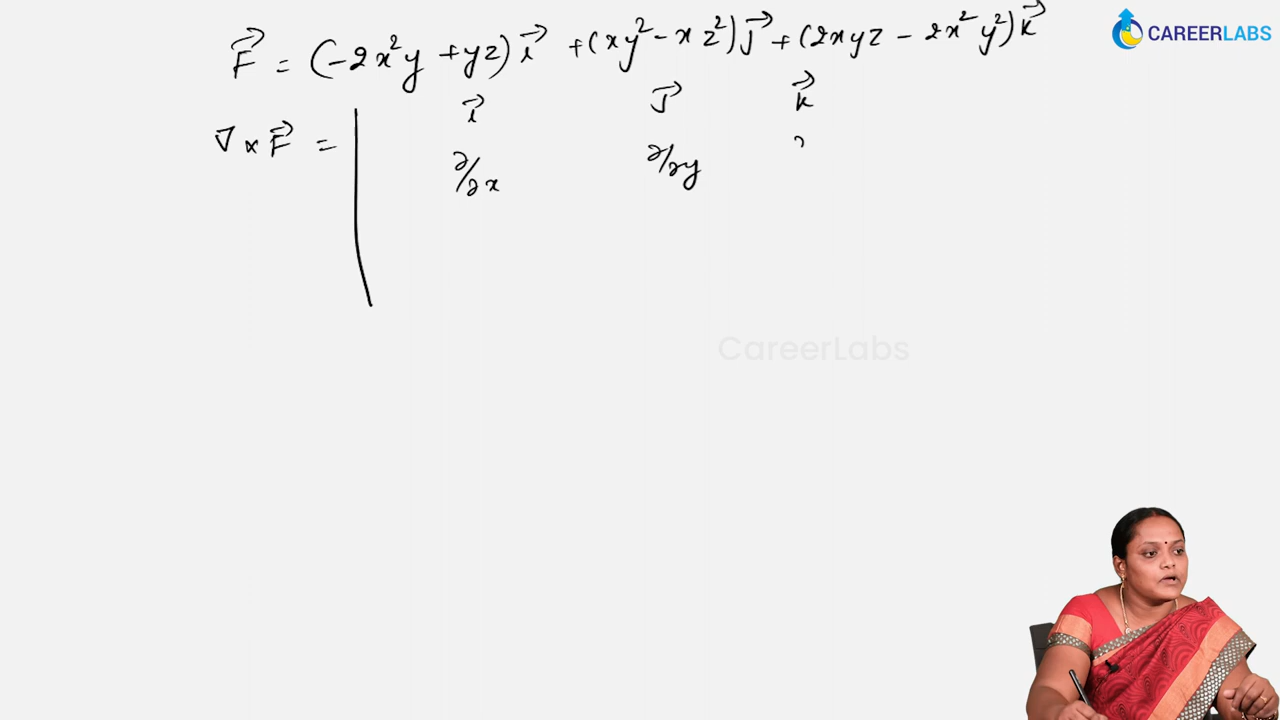 F⃗ = (-2x²y + yz) i⃗ + (xy² - xz²) J⃗ + (2xyz - 2x²y²) K⃗
CAREERLABS
i⃗ J⃗ K⃗
∇ × F⃗ =
∂/∂x ∂/∂y ∂
CareerLabs